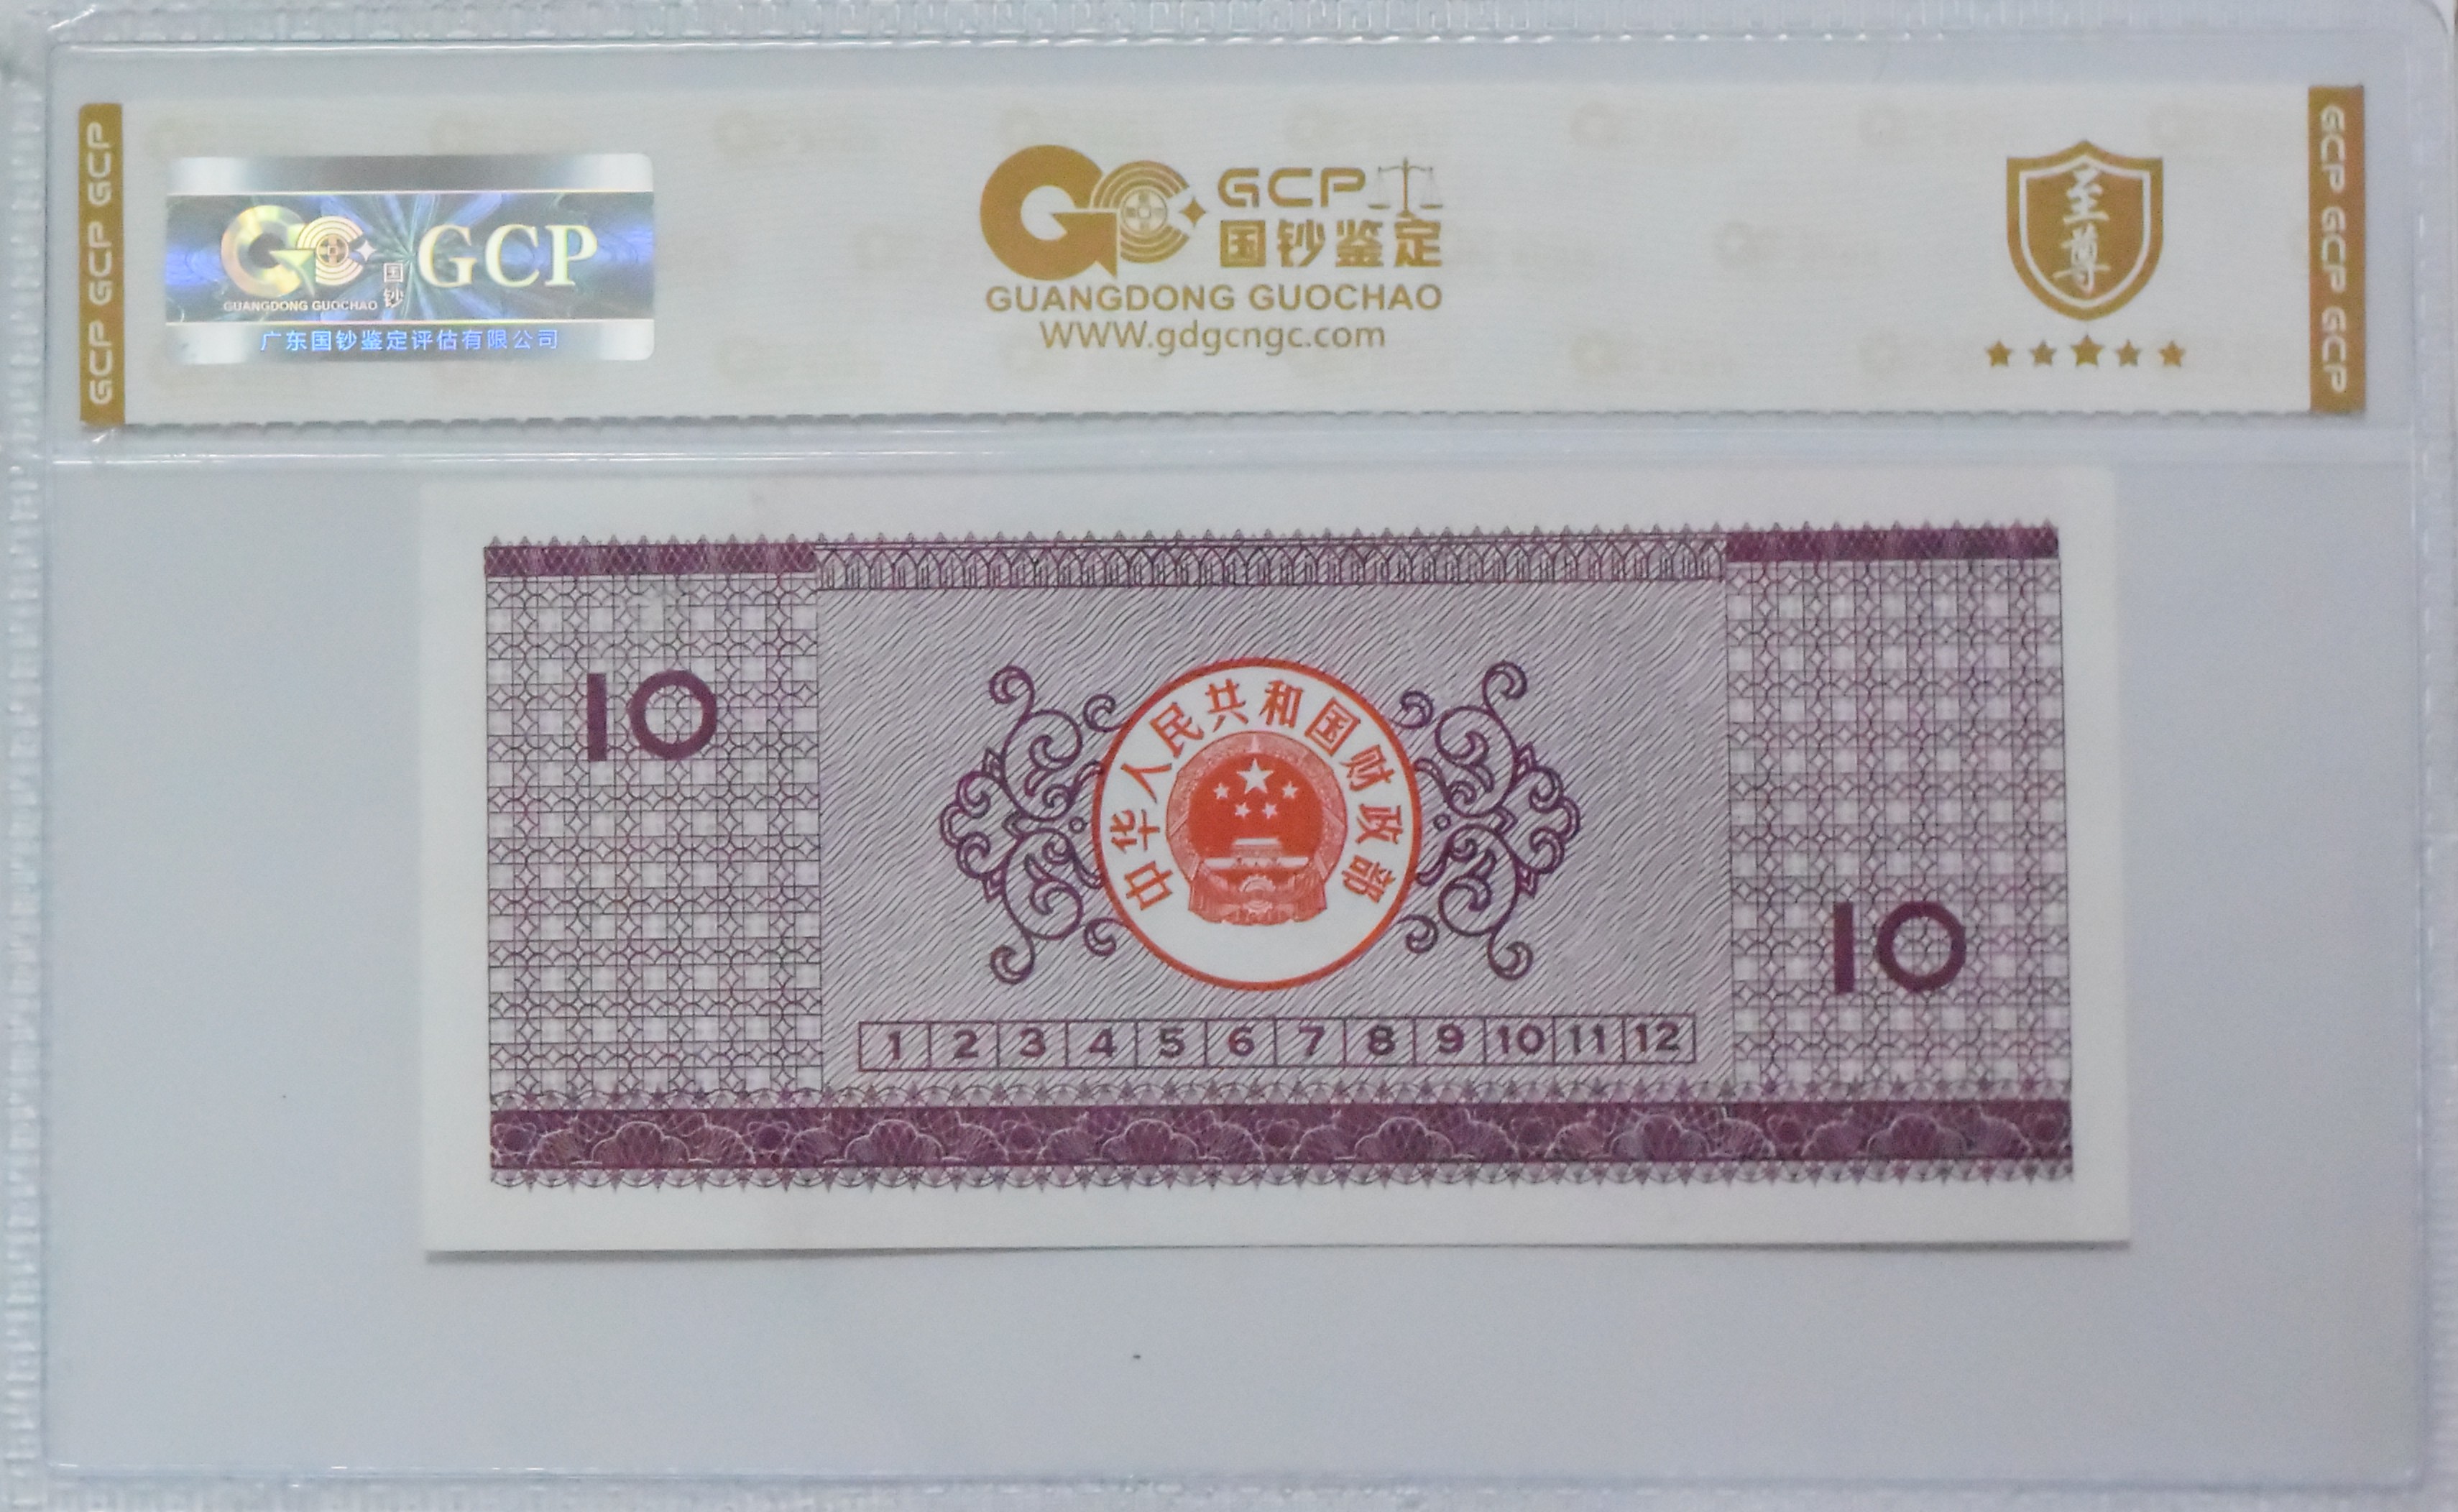 GCP GCP GCP
GUANGDONG GUOCHAO
国钞
GCP
广东国钞鉴定评估有限公司
GCP
国钞鉴定
GUANGDONG GUOCHAO
WWW.gdgcngc.com
至尊
GCP GCP GCP
10
中华人民共和国财政部
10
1 2 3 4 5 6 7 8 9 10 11 12